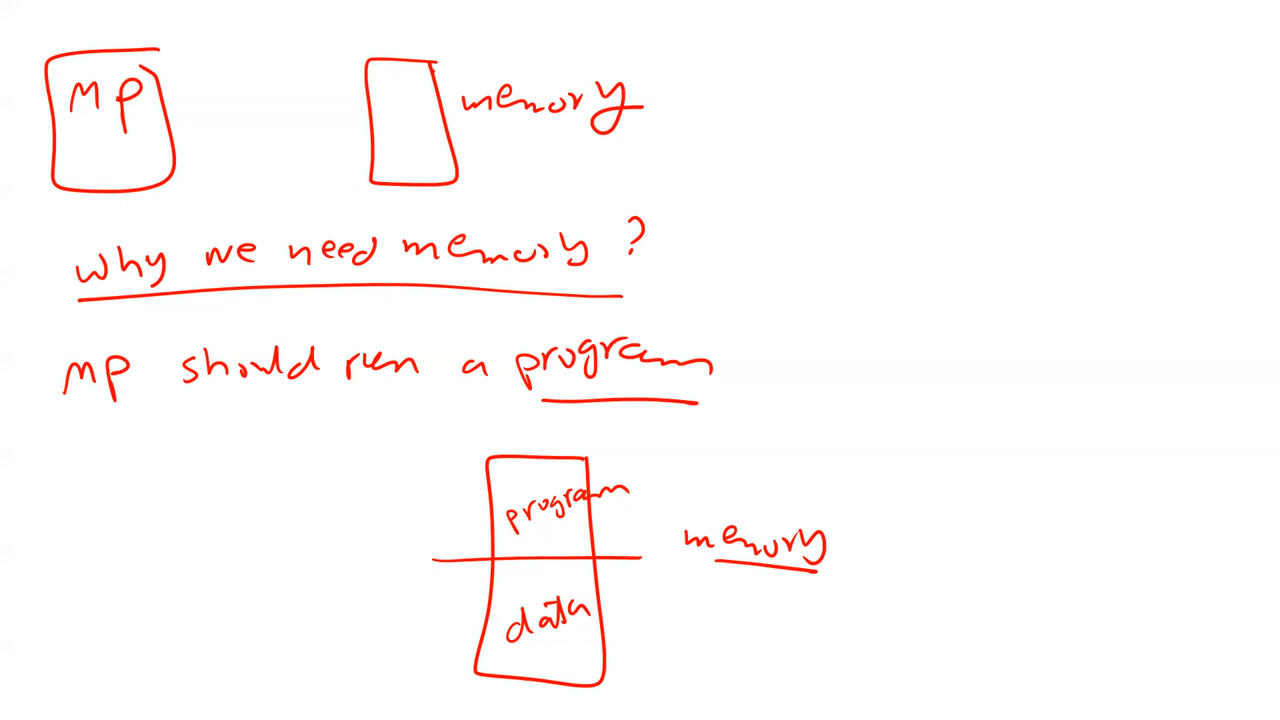 MP
memory
why we need memory ?
MP should run a program
program
memory
data